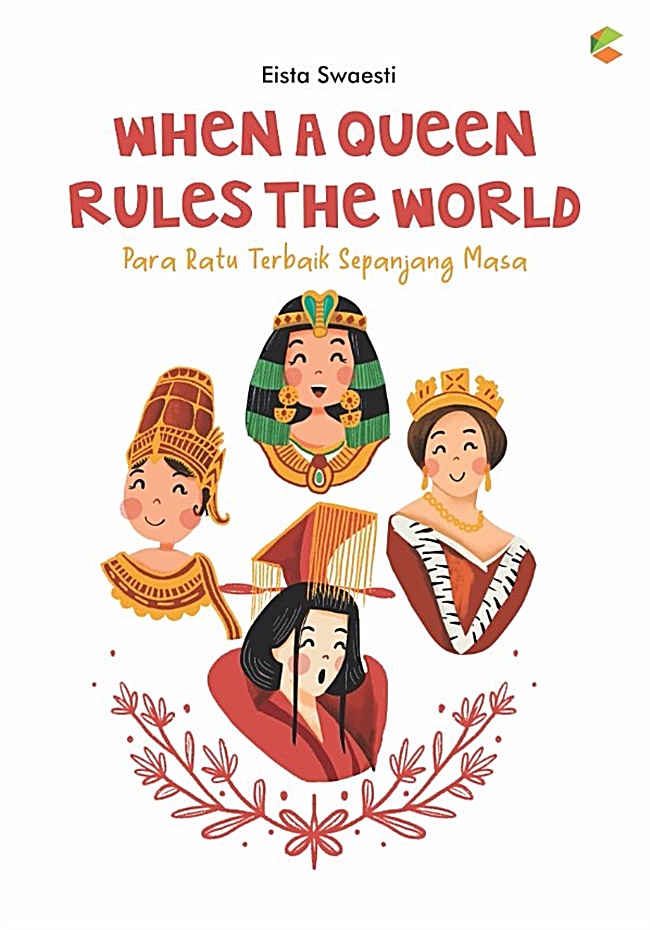 Eista Swaesti
WHeN A QUeeN
RULeS THe WORLD
Para Ratu Terbaik Sepanjang Masa